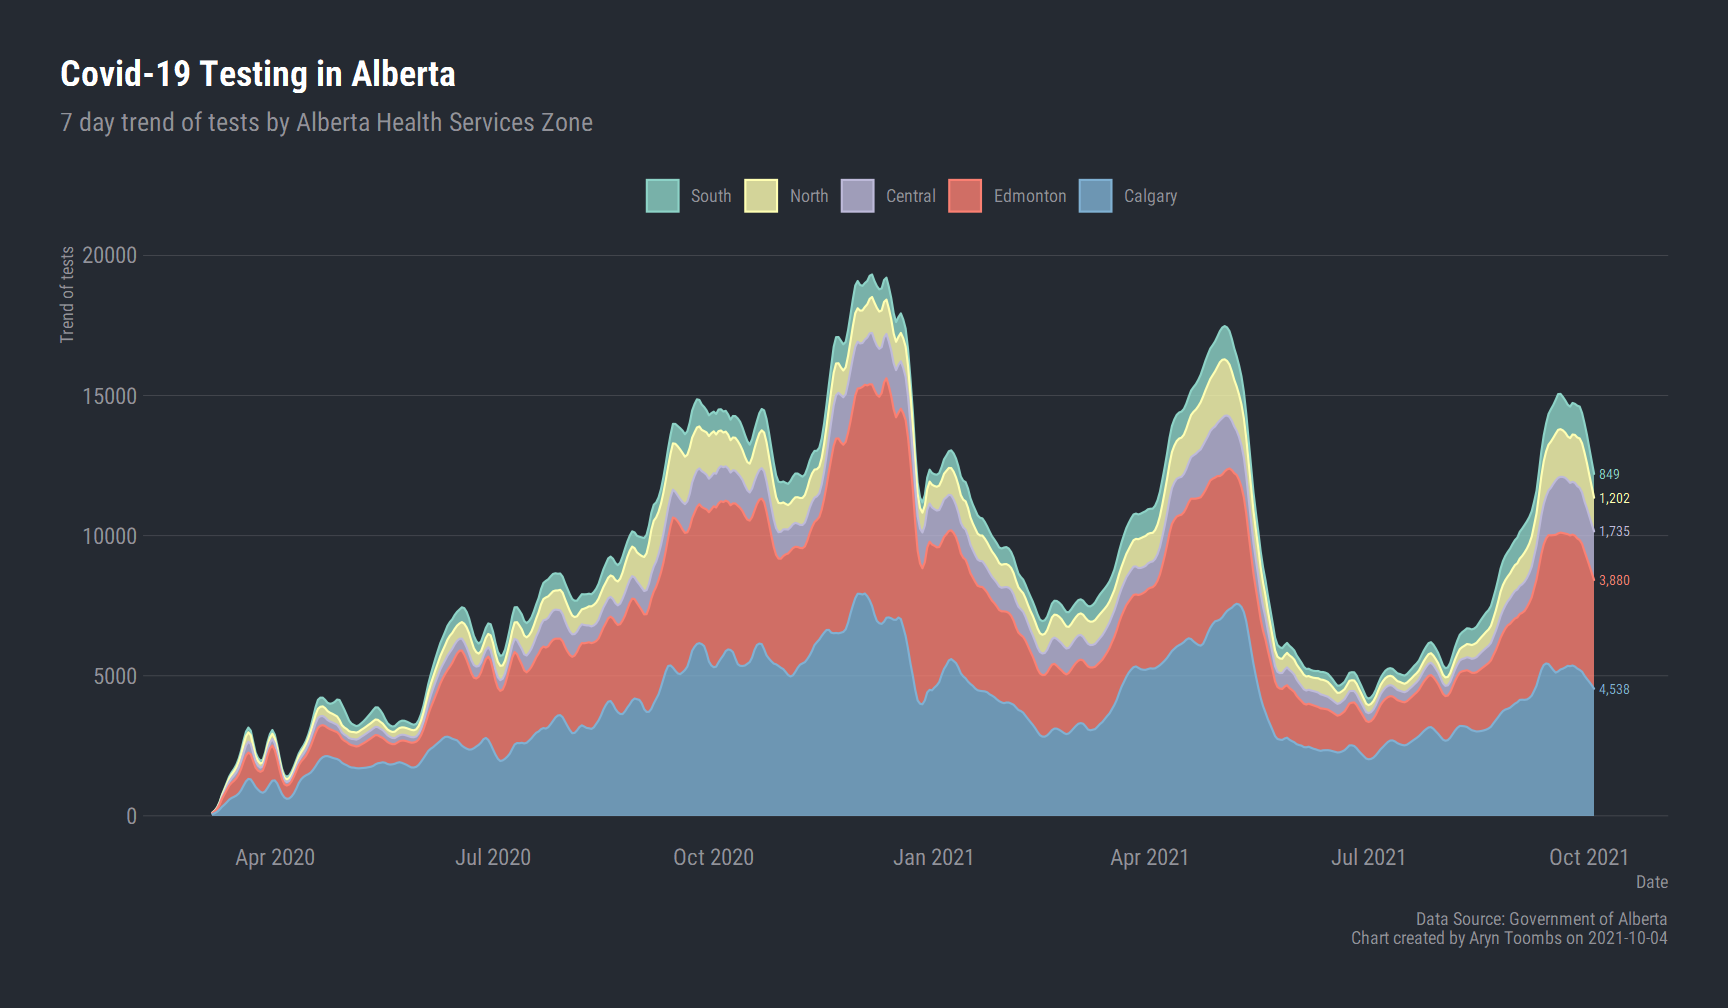 Covid-19 Testing in Alberta
7 day trend of tests by Alberta Health Services Zone
South North Central Edmonton Calgary
Trend of tests
20000
15000
10000
5000
0
849
1,202
1,735
3,880
4,538
Apr 2020 Jul 2020 Oct 2020 Jan 2021 Apr 2021 Jul 2021 Oct 2021
Date
Data Source: Government of Alberta
Chart created by Aryn Toombs on 2021-10-04